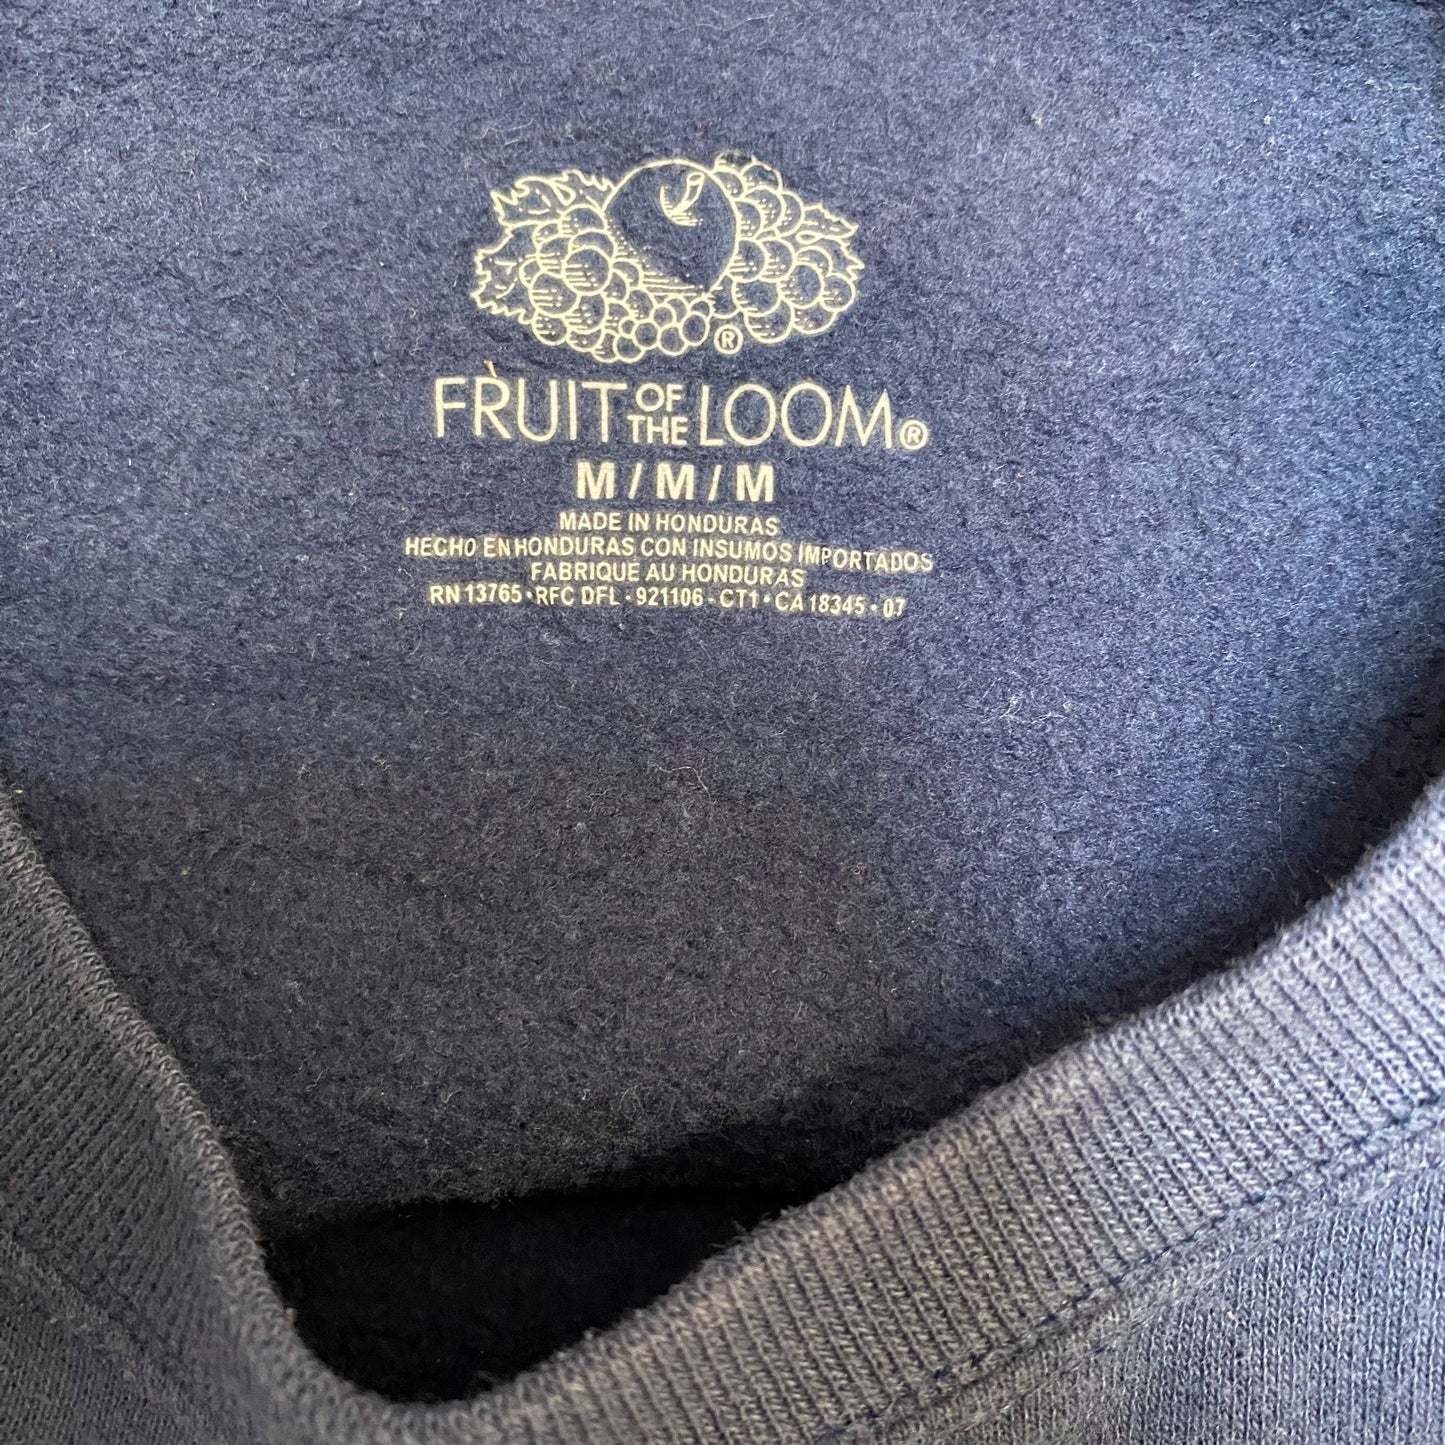 ®
FRUIT OF THE LOOM®
M / M / M
MADE IN HONDURAS
HECHO EN HONDURAS CON INSUMOS IMPORTADOS
FABRIQUE AU HONDURAS
RN 13765 • RFC DFL - 921106 - CT1 • CA 18345 • 07